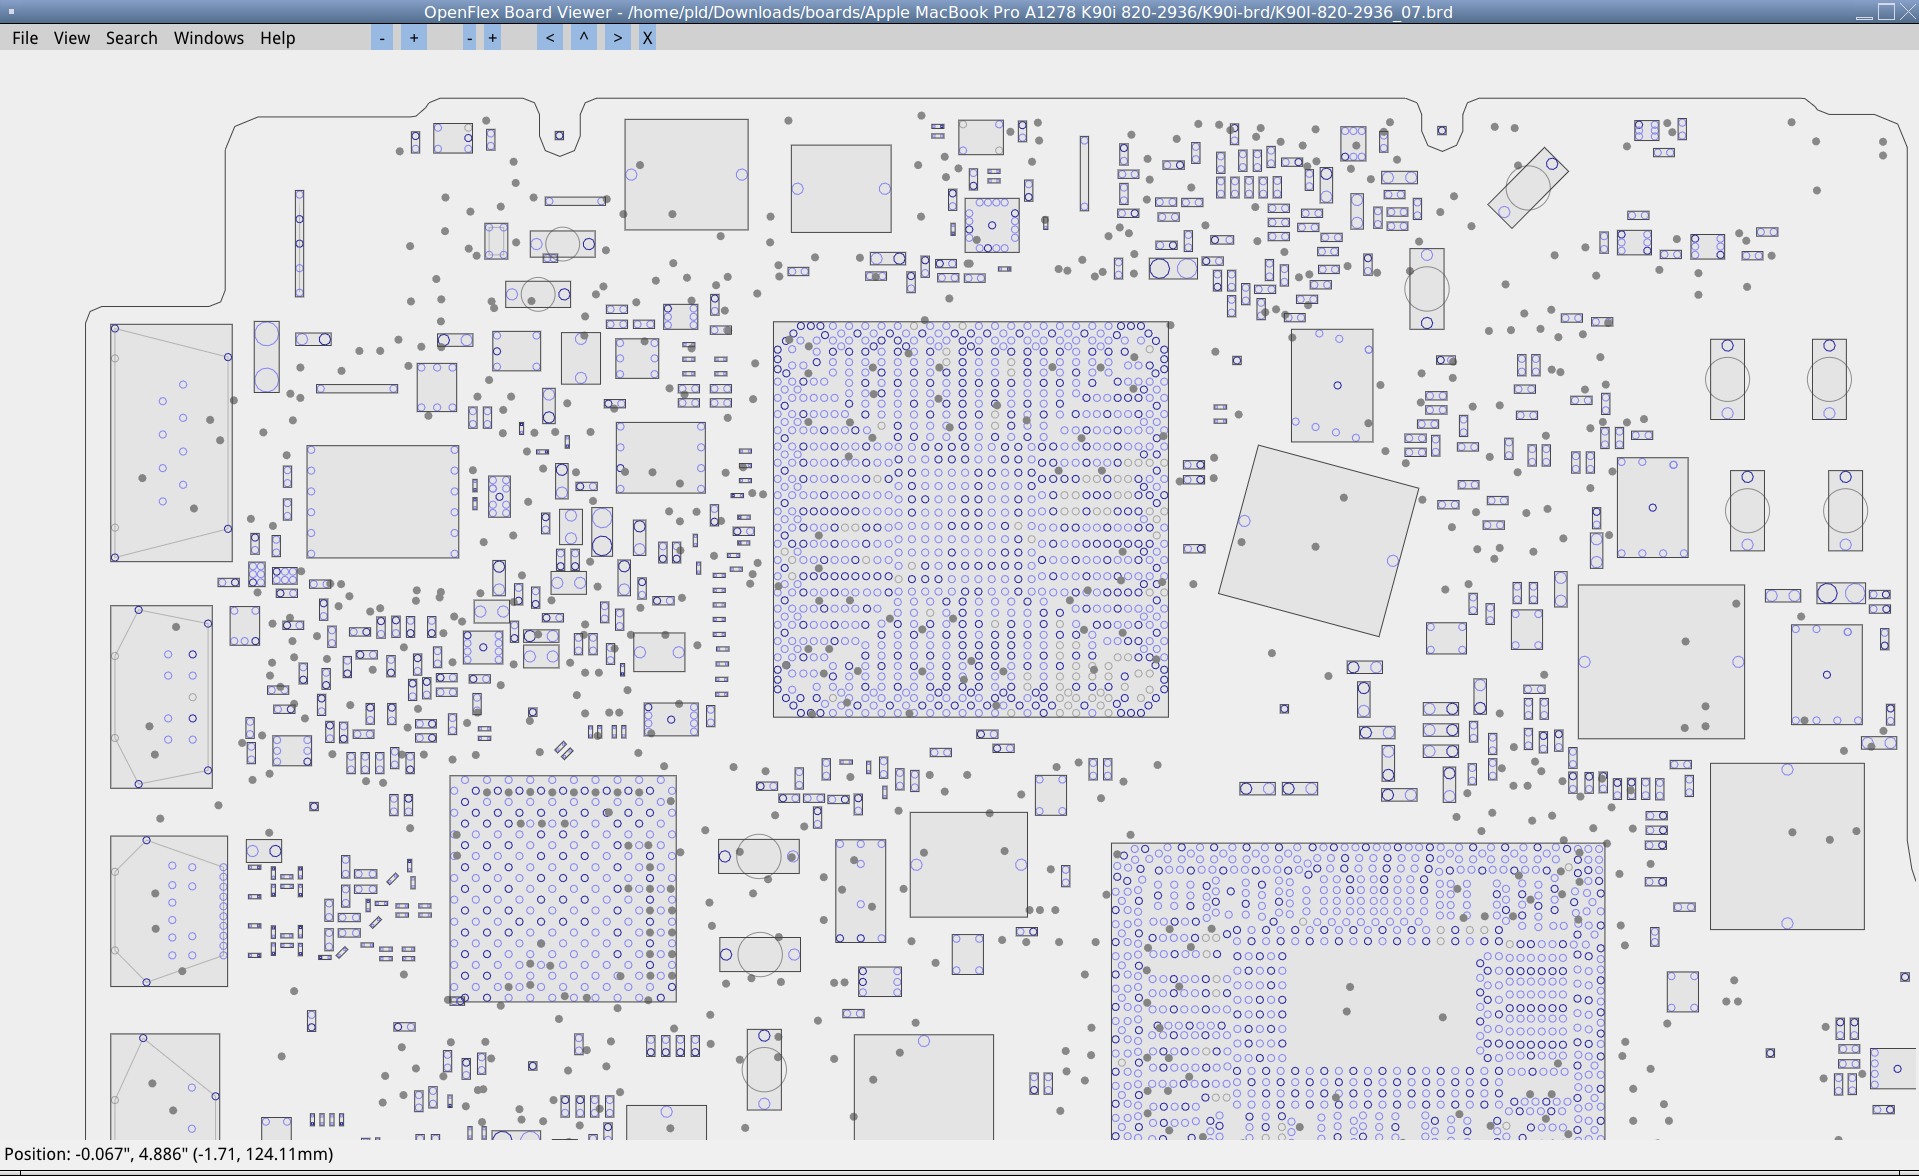 OpenFlex Board Viewer - /home/pld/Downloads/boards/Apple MacBook Pro A1278 K90i 820-2936/K90i-brd/K90I-820-2936_07.brd
File View Search Windows Help - + - + < ^ > X
Position: -0.067", 4.886" (-1.71, 124.11mm)